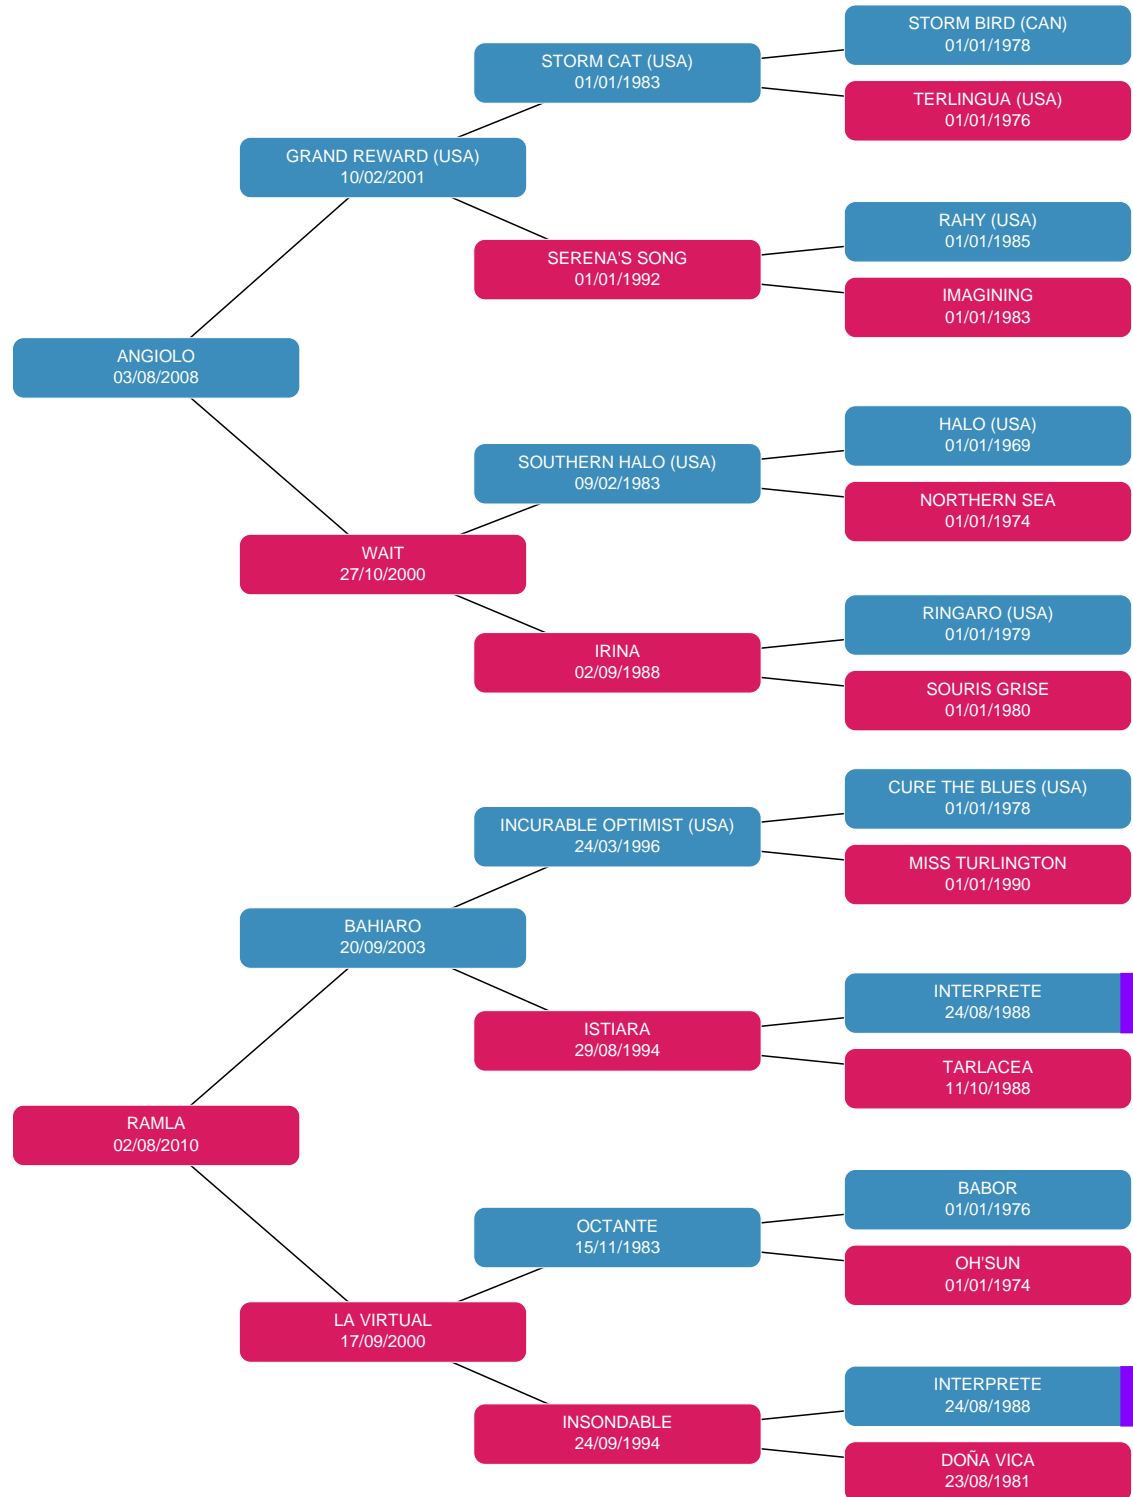 STORM BIRD (CAN)
01/01/1978
STORM CAT (USA)
01/01/1983
TERLINGUA (USA)
01/01/1976
GRAND REWARD (USA)
10/02/2001
RAHY (USA)
01/01/1985
SERENA'S SONG
01/01/1992
IMAGINING
01/01/1983
ANGIOLO
03/08/2008
HALO (USA)
01/01/1969
SOUTHERN HALO (USA)
09/02/1983
NORTHERN SEA
01/01/1974
WAIT
27/10/2000
RINGARO (USA)
01/01/1979
IRINA
02/09/1988
SOURIS GRISE
01/01/1980
CURE THE BLUES (USA)
01/01/1978
INCURABLE OPTIMIST (USA)
24/03/1996
MISS TURLINGTON
01/01/1990
BAHIARO
20/09/2003
INTERPRETE
24/08/1988
ISTIARA
29/08/1994
TARLACEA
11/10/1988
RAMLA
02/08/2010
BABOR
01/01/1976
OCTANTE
15/11/1983
OH'SUN
01/01/1974
LA VIRTUAL
17/09/2000
INTERPRETE
24/08/1988
INSONDABLE
24/09/1994
DOÑA VICA
23/08/1981